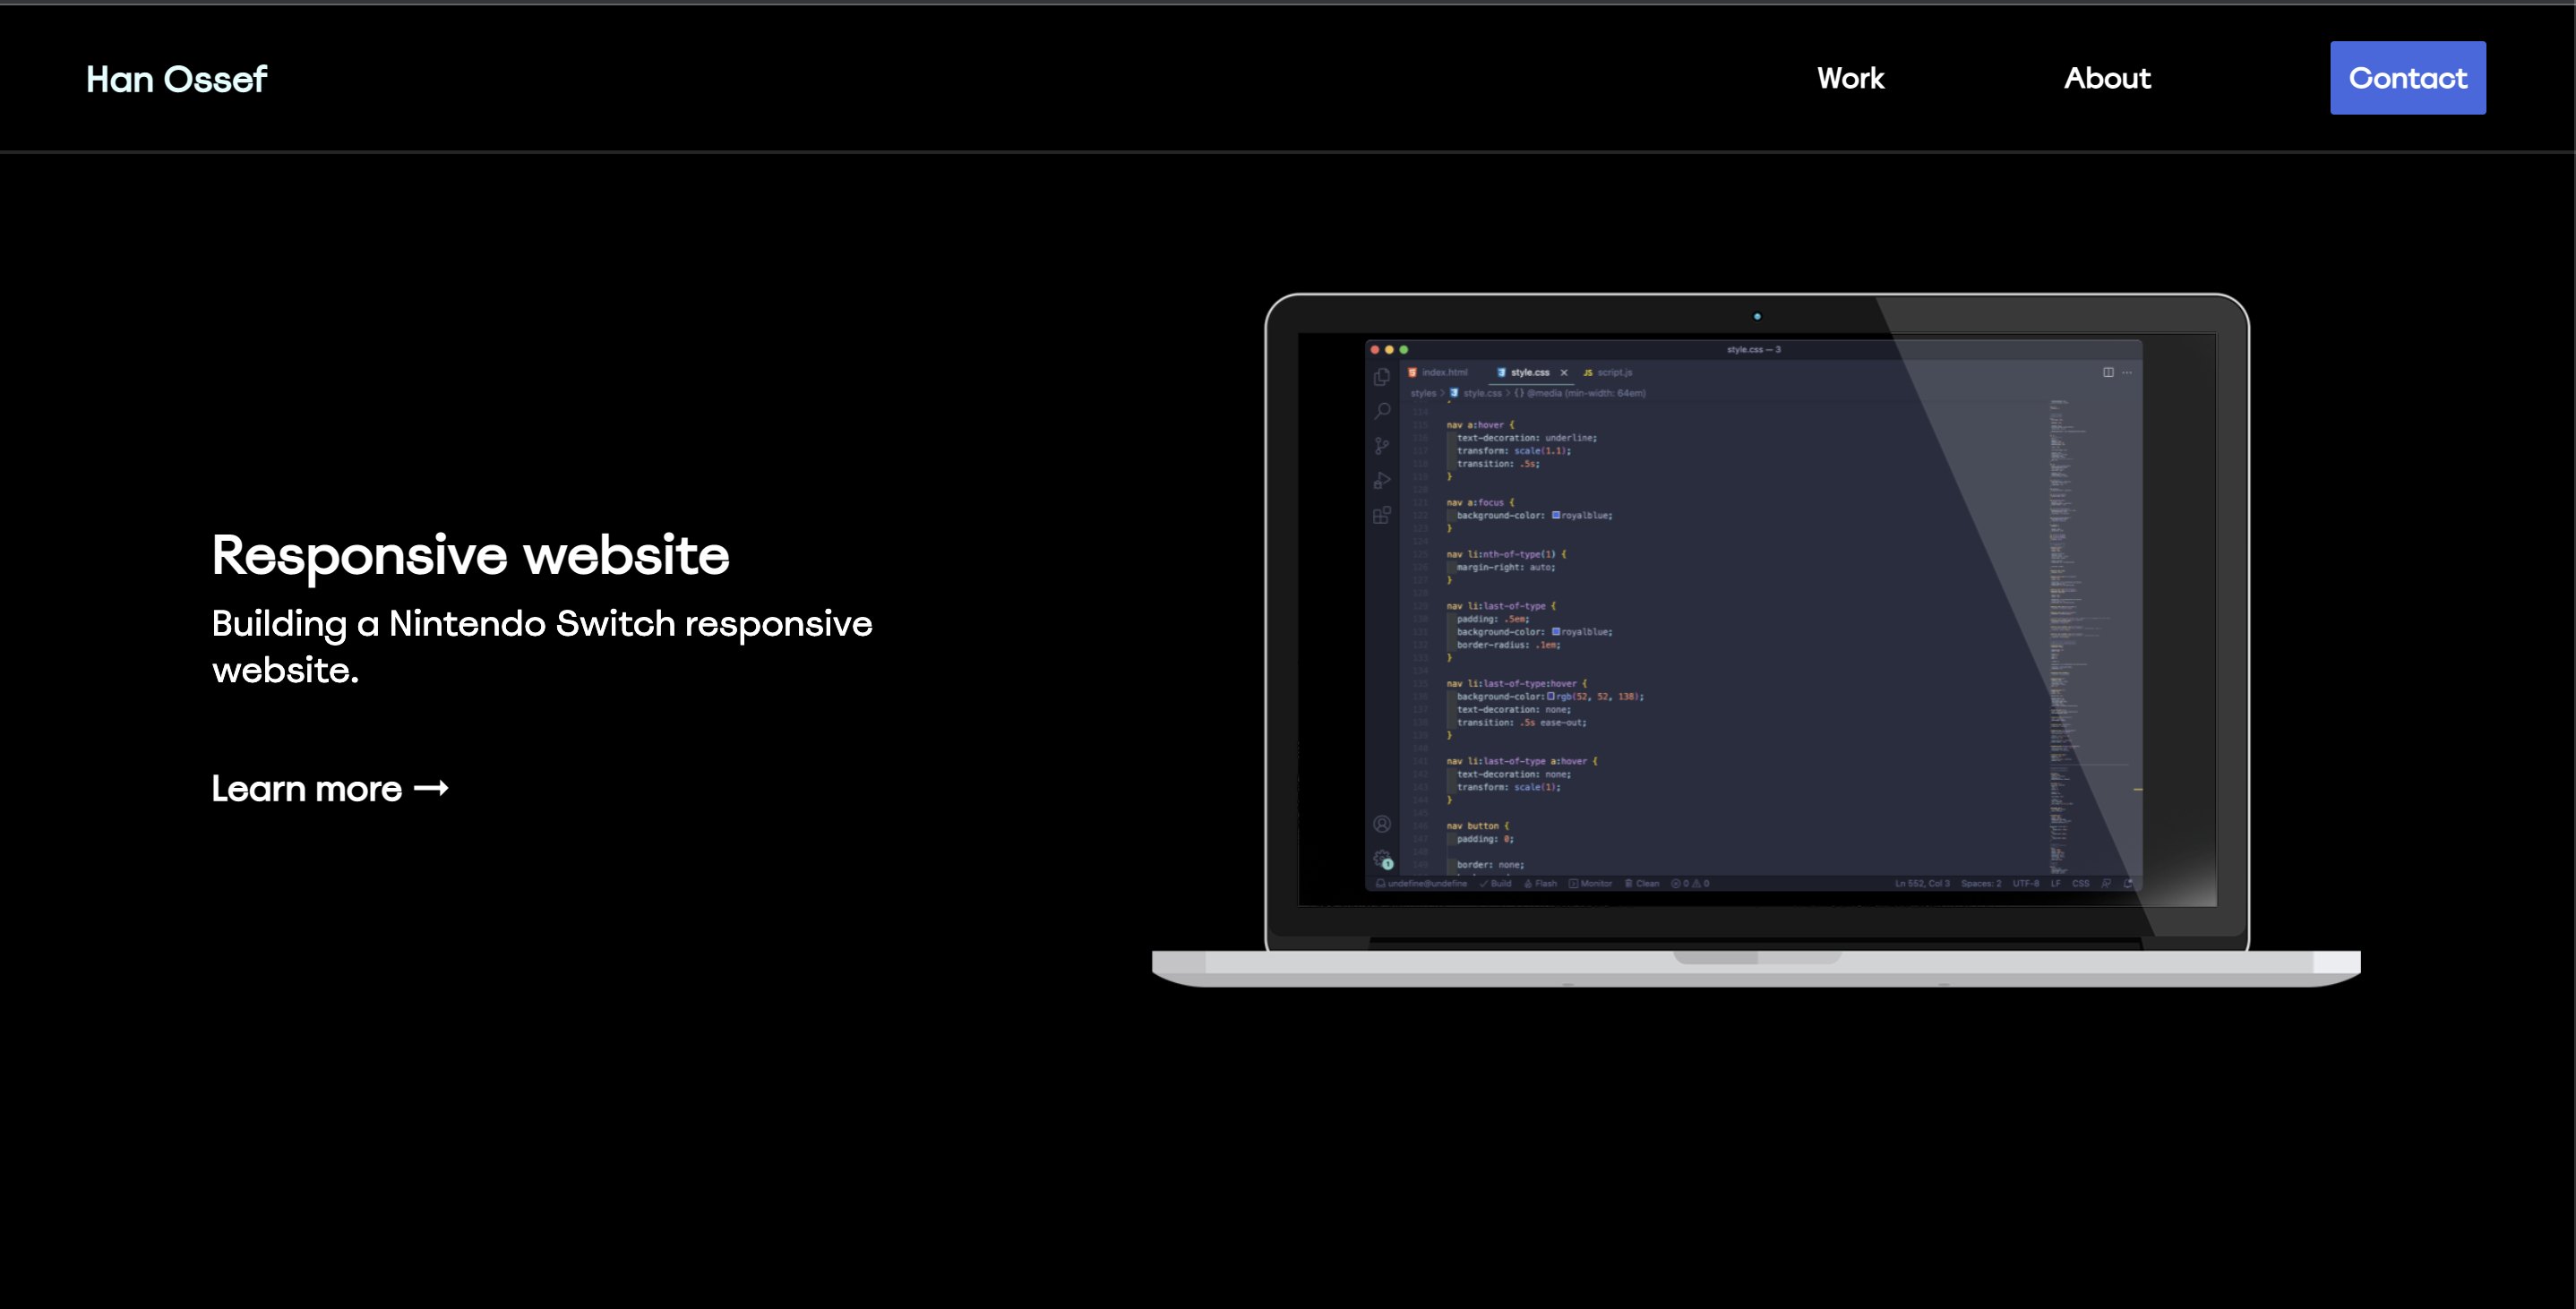 Han Ossef
Work
About
Contact
Responsive website
Building a Nintendo Switch responsive
website.
Learn more →
style.css — 3
index.html
style.css
JS script.js
styles > style.css > {} @media (min-width: 64em)
nav a:hover {
text-decoration: underline;
transform: scale(1.1);
transition: .5s;
}
nav a:focus {
background-color: royalblue;
}
nav li:nth-of-type(1) {
margin-right: auto;
}
nav li:last-of-type {
padding: .5em;
background-color: royalblue;
border-radius: .1em;
}
nav li:last-of-type:hover {
background-color: rgb(52, 52, 138);
text-decoration: none;
transition: .5s ease-out;
}
nav li:last-of-type a:hover {
text-decoration: none;
transform: scale(1);
}
nav button {
padding: 0;
border: none;
undefine@undefine
Build
Flash
Monitor
Clean
0
0
Ln 552, Col 3
Spaces: 2
UTF-8
LF
CSS